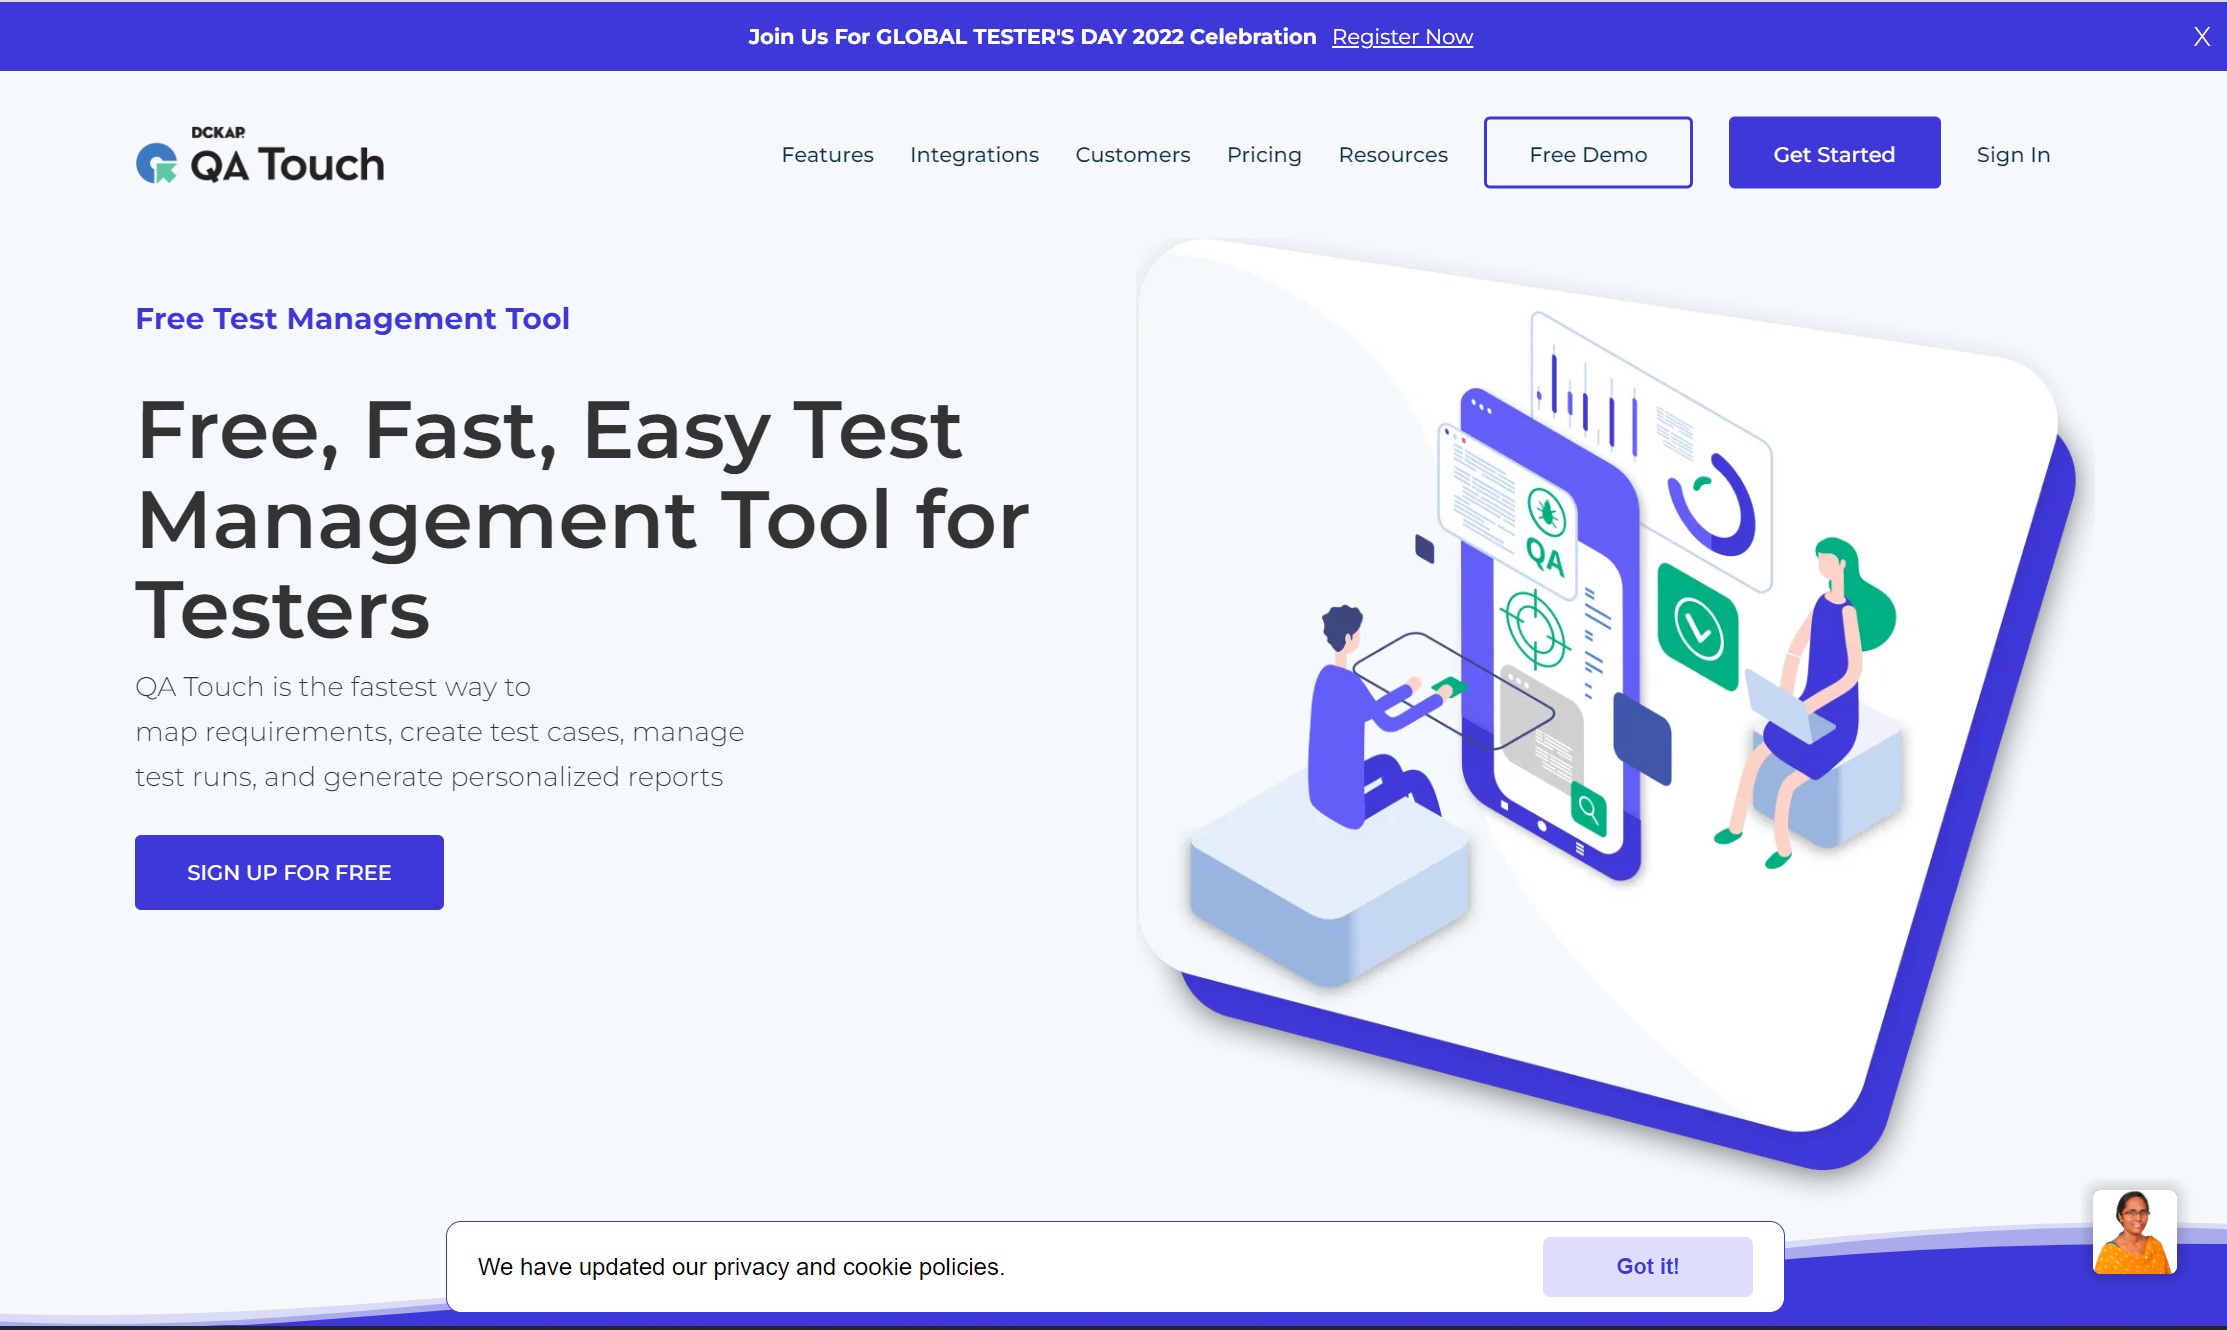 Join Us For GLOBAL TESTER'S DAY 2022 Celebration Register Now X
DCKAP
QA Touch
Features Integrations Customers Pricing Resources Free Demo Get Started Sign In
Free Test Management Tool
Free, Fast, Easy Test
Management Tool for
Testers
QA Touch is the fastest way to
map requirements, create test cases, manage
test runs, and generate personalized reports
SIGN UP FOR FREE
QA
We have updated our privacy and cookie policies. Got it!